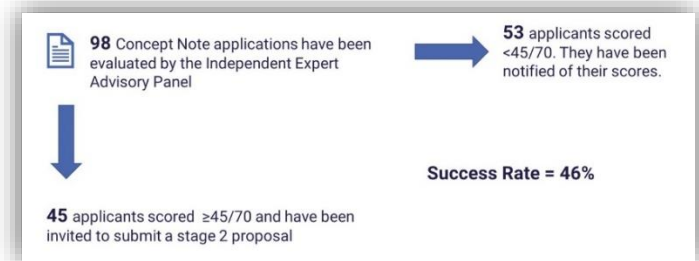 98 Concept Note applications have been
evaluated by the Independent Expert
Advisory Panel
53 applicants scored
<45/70. They have been
notified of their scores.
Success Rate = 46%
45 applicants scored ≥45/70 and have been
invited to submit a stage 2 proposal